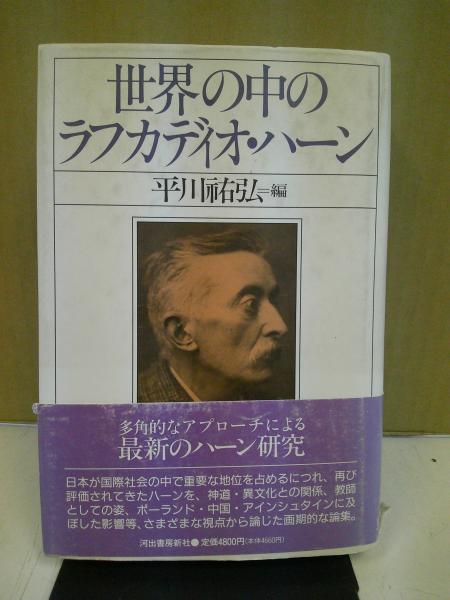 世界の中の
ラフカディオ・ハーン
平川祐弘=編
多角的なアプローチによる
最新のハーン研究
日本が国際社会の中で重要な地位を占めるにつれ、再び
評価されてきたハーンを、神道・異文化との関係、教師
としての姿、ポーランド・中国・アインシュタインに及
ぼした影響等、さまざまな視点から論じた画期的な論集。
河出書房新社●定価4800円(本体4660円)